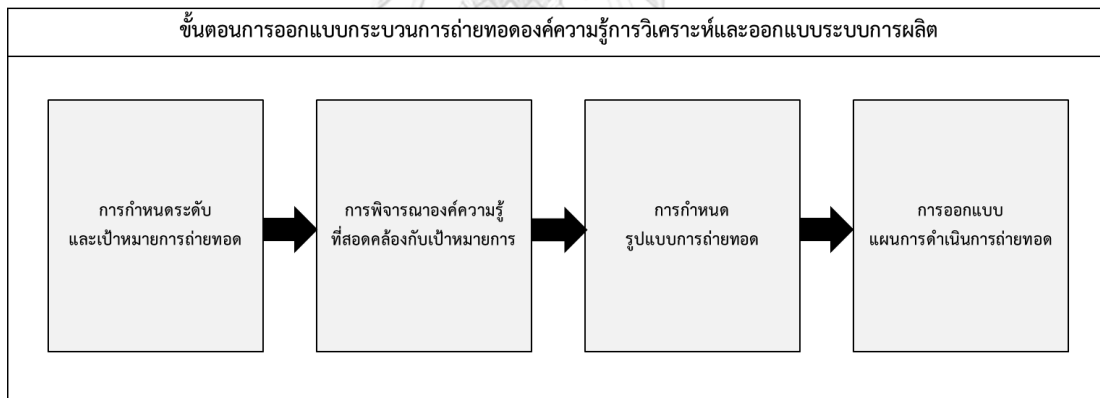 ขั้นตอนการออกแบบกระบวนการถ่ายทอดองค์ความรู้การวิเคราะห์และออกแบบระบบการผลิต
การกำหนดระดับ
และเป้าหมายการถ่ายทอด
การพิจารณาองค์ความรู้
ที่สอดคล้องกับเป้าหมายการ
การกำหนด
รูปแบบการถ่ายทอด
การออกแบบ
แผนการดำเนินการถ่ายทอด